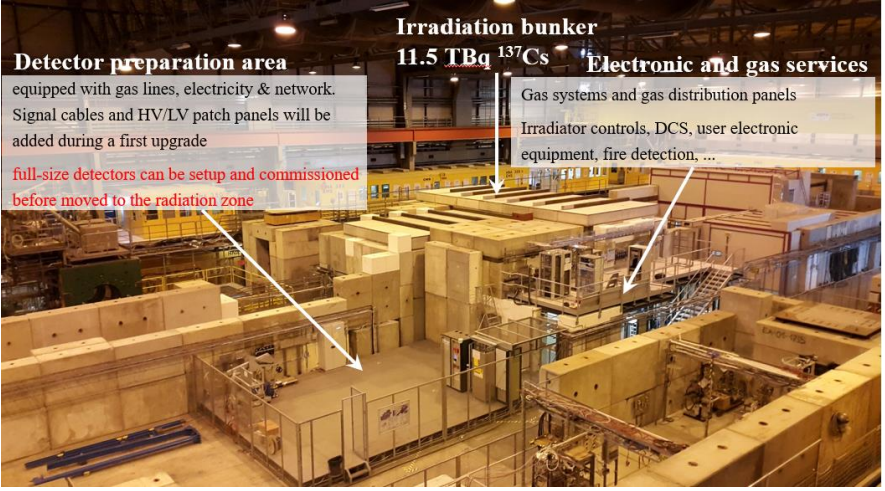 Irradiation bunker
11.5 TBq ¹³⁷Cs
Detector preparation area
equipped with gas lines, electricity & network.
Signal cables and HV/LV patch panels will be
added during a first upgrade
full-size detectors can be setup and commissioned
before moved to the radiation zone
Electronic and gas services
Gas systems and gas distribution panels
Irradiator controls, DCS, user electronic
equipment, fire detection, ...